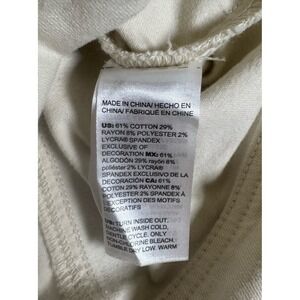 MADE IN CHINA/ HECHO EN
CHINA/ FABRIQUÉ EN CHINE
US: 61% COTTON 29%
RAYON 8% POLYESTER 2%
LYCRA® SPANDEX
EXCLUSIVE OF
DECORATION MX: 61%
ALGODÓN 29% rayón 8%
poliéster 2% LYCRA®
SPANDEX EXCLUSIVO DE LA
DECORACIÓN CA: 61%
COTON 29% RAYONNE 8%
POLYESTER 2% SPANDEX À
EXCEPTION DES MOTIFS
DÉCORATIFS
TURN INSIDE OUT.
MACHINE WASH COLD,
GENTLE CYCLE. ONLY
NON-CHLORINE BLEACH.
TUMBLE DRY LOW. WARM